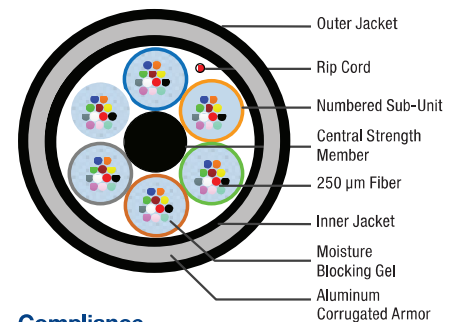 Outer Jacket
Rip Cord
Numbered Sub-Unit
Central Strength
Member
250 µm Fiber
Inner Jacket
Moisture
Blocking Gel
Aluminum
Corrugated Armor
Compliance